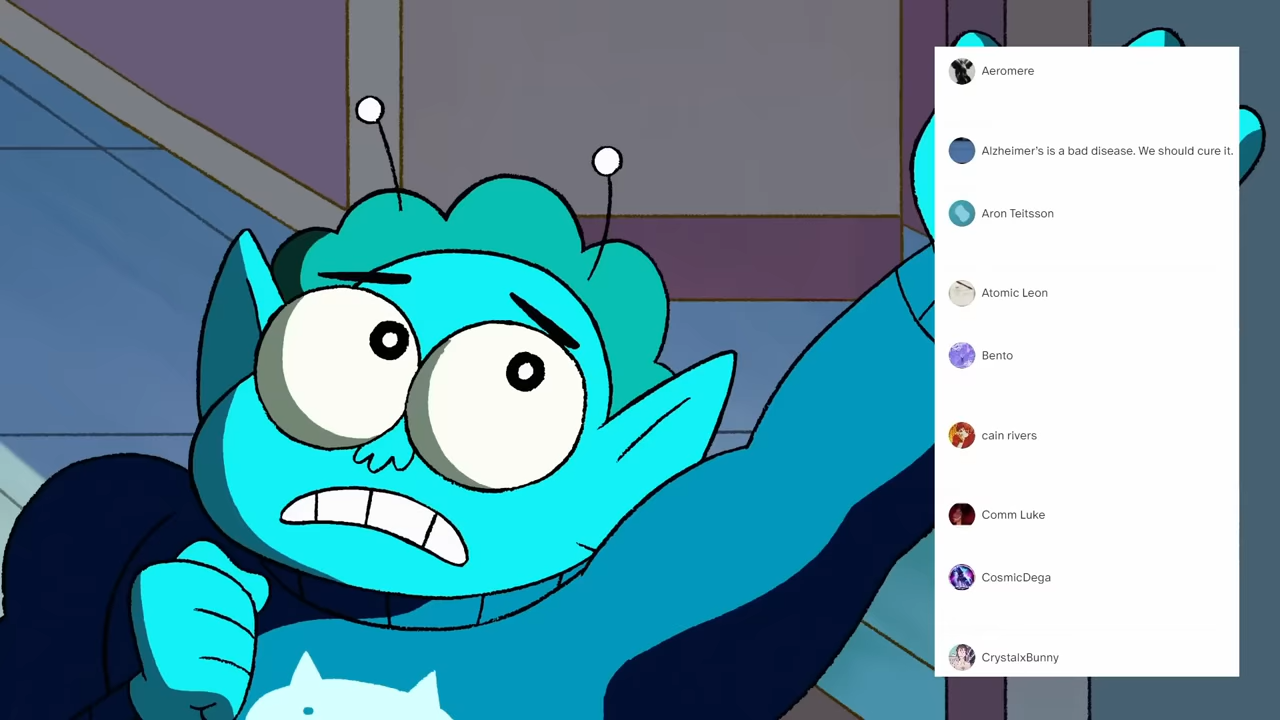 Aeromere
Alzheimer's is a bad disease. We should cure it.
Aron Teitsson
Atomic Leon
Bento
cain rivers
Comm Luke
CosmicDega
CrystalxBunny